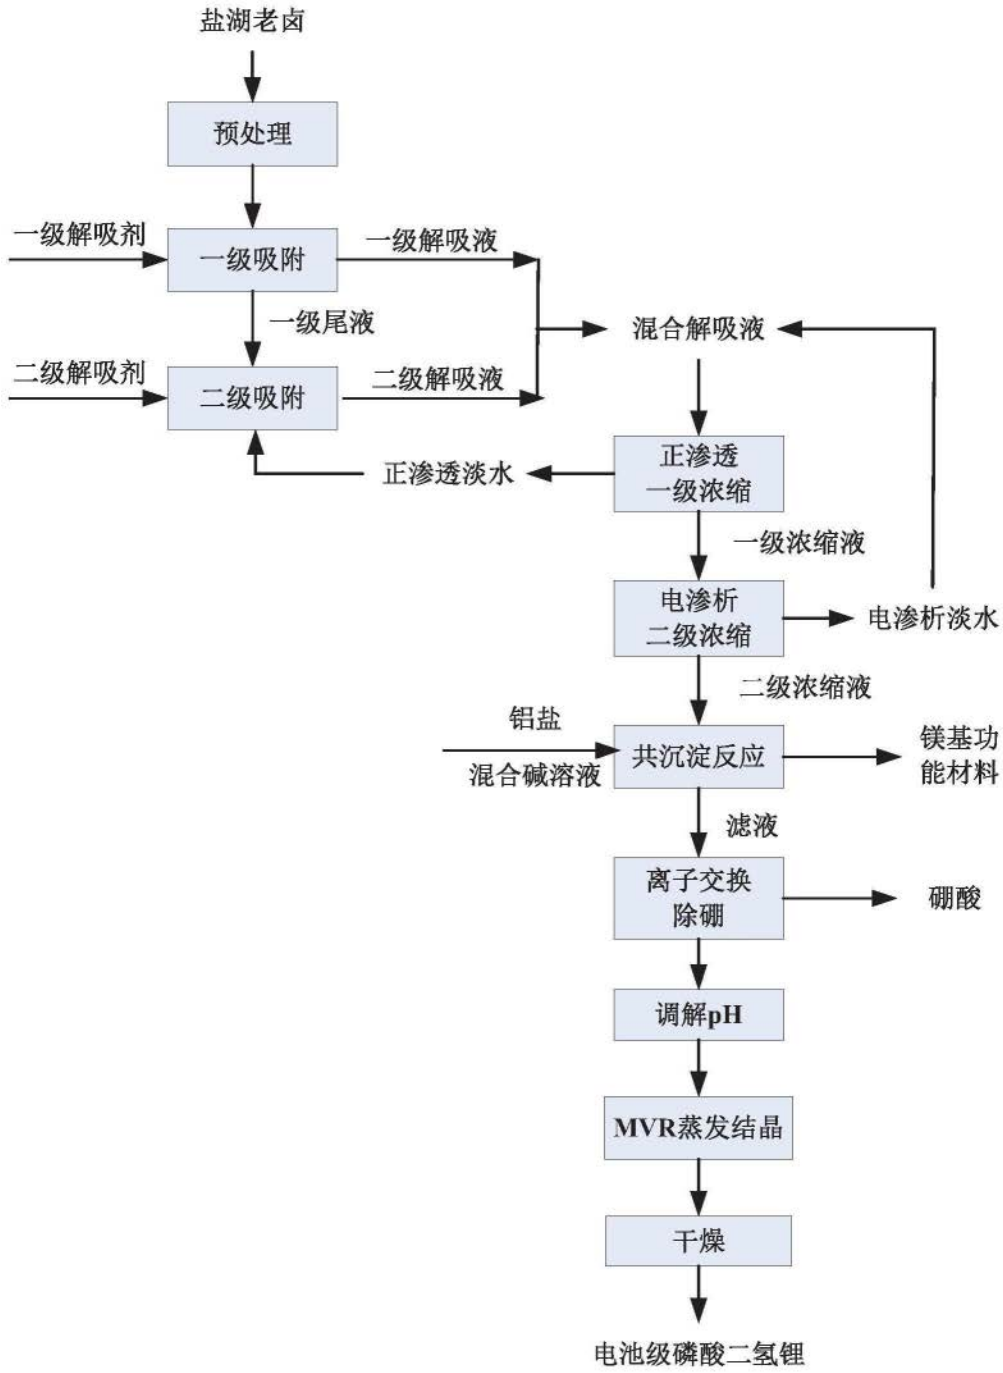 盐湖老卤
预处理
一级解吸剂
一级吸附
一级解吸液
一级尾液
混合解吸液
二级解吸剂
二级吸附
二级解吸液
正渗透
一级浓缩
正渗透淡水
一级浓缩液
电渗析
二级浓缩
电渗析淡水
二级浓缩液
铝盐
混合碱溶液
共沉淀反应
镁基功
能材料
滤液
离子交换
除硼
硼酸
调解pH
MVR蒸发结晶
干燥
电池级磷酸二氢锂